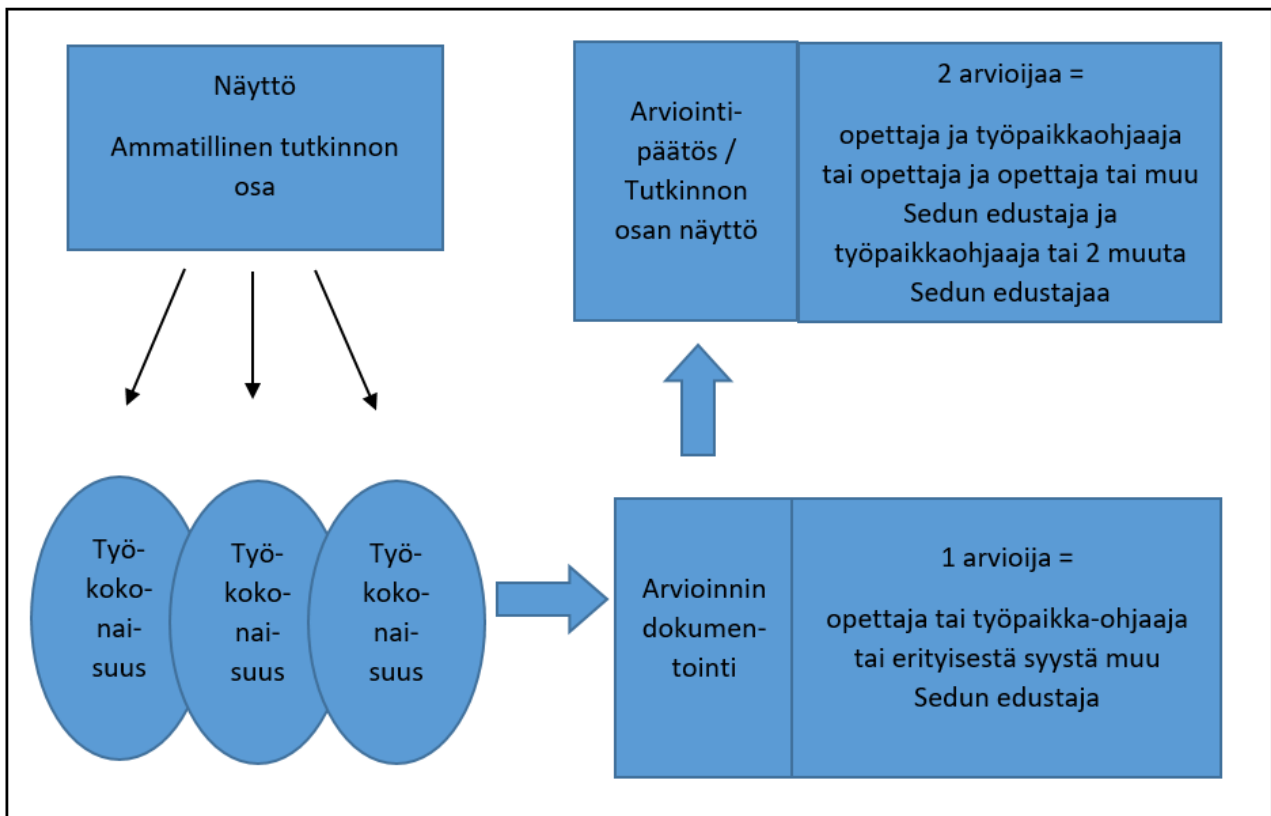 Näyttö
Ammatillinen tutkinnon
osa
Arviointi-
päätös /
Tutkinnon
osan näyttö
2 arvioijaa =
opettaja ja työpaikkaohjaaja
tai opettaja ja opettaja tai muu
Sedun edustaja ja
työpaikkaohjaaja tai 2 muuta
Sedun edustajaa
Työ-
koko-
nai-
suus
Työ-
koko-
nai-
suus
Työ-
koko-
nai-
suus
Arvioinnin
dokumen-
tointi
1 arvioija =
opettaja tai työpaikka-ohjaaja
tai erityisestä syystä muu
Sedun edustaja